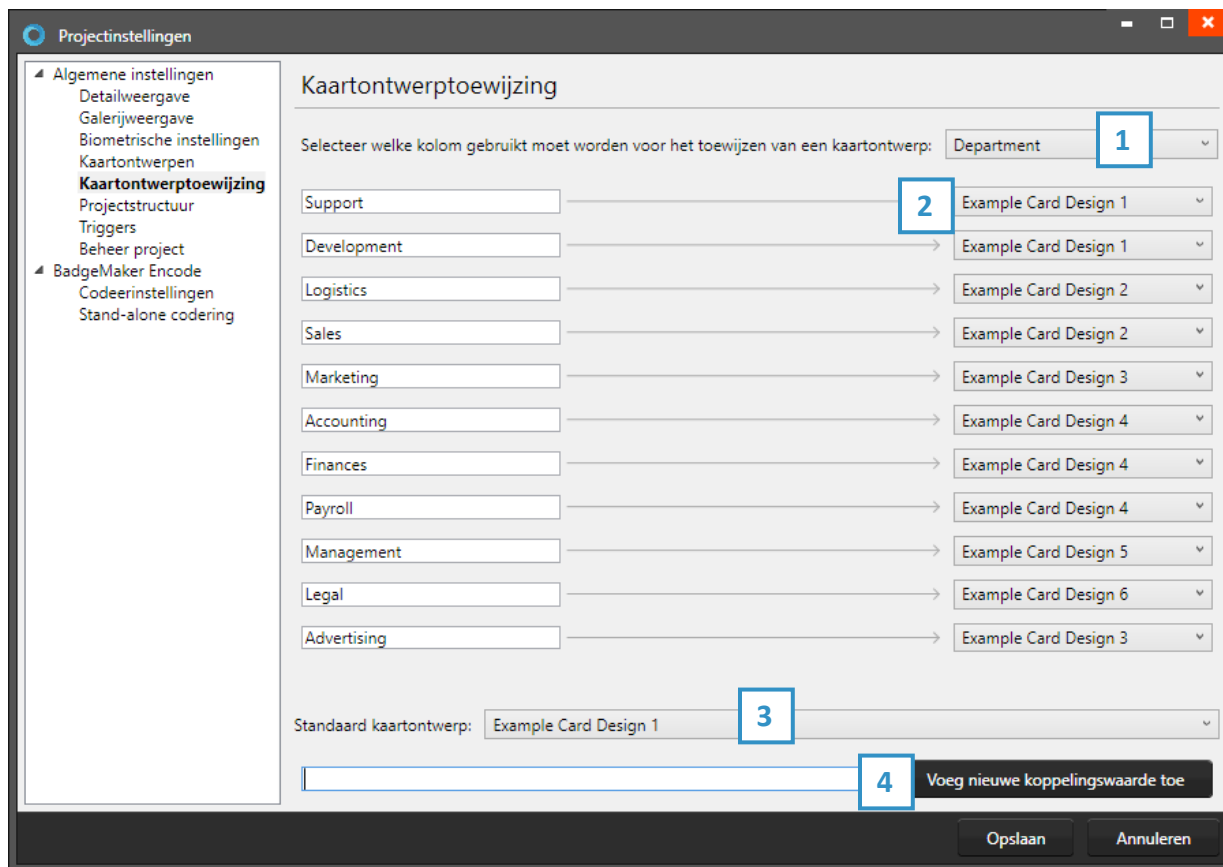 Projectinstellingen
Algemene instellingen
Detailweergave
Galerijweergave
Biometrische instellingen
Kaartontwerpen
Kaartontwerptoewijzing
Projectstructuur
Triggers
Beheer project
BadgeMaker Encode
Codeerinstellingen
Stand-alone codering
Kaartontwerptoewijzing
Selecteer welke kolom gebruikt moet worden voor het toewijzen van een kaartontwerp: Department 1
Support 2 Example Card Design 1
Development Example Card Design 1
Logistics Example Card Design 2
Sales Example Card Design 2
Marketing Example Card Design 3
Accounting Example Card Design 4
Finances Example Card Design 4
Payroll Example Card Design 4
Management Example Card Design 5
Legal Example Card Design 6
Advertising Example Card Design 3
Standaard kaartontwerp: Example Card Design 1 3
4 Voeg nieuwe koppelingswaarde toe
Opslaan Annuleren